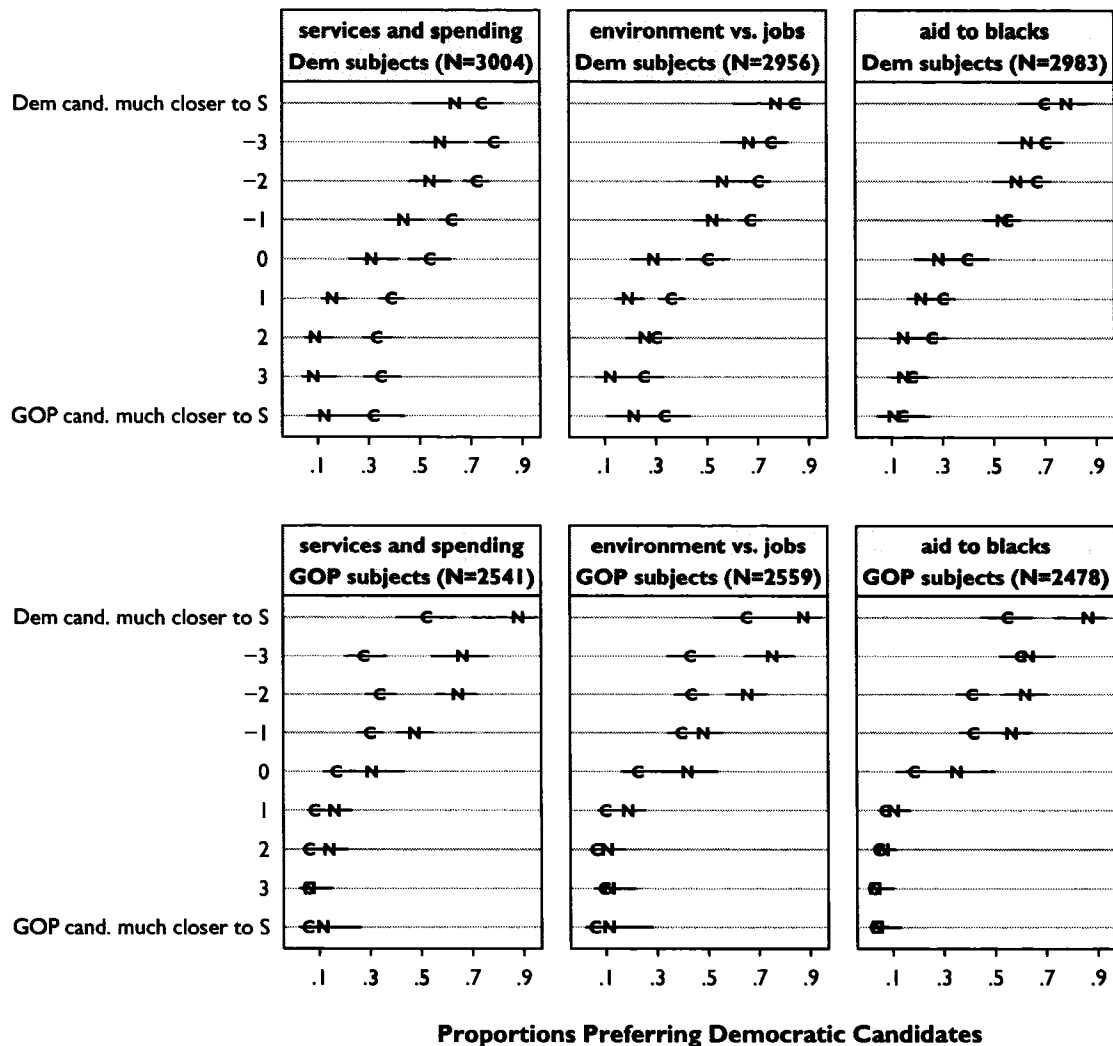 services and spending
Dem subjects (N=3004)
environment vs. jobs
Dem subjects (N=2956)
aid to blacks
Dem subjects (N=2983)
Dem cand. much closer to S
N C
N C
C N
−3
N C
N C
N C
−2
N C
N C
N C
−1
N C
N C
N C
0
N C
N C
N C
1
N C
N C
N C
2
N C
N C
N C
3
N C
N C
N C
GOP cand. much closer to S
N C
N C
N C
.1 .3 .5 .7 .9
.1 .3 .5 .7 .9
.1 .3 .5 .7 .9
services and spending
GOP subjects (N=2541)
environment vs. jobs
GOP subjects (N=2559)
aid to blacks
GOP subjects (N=2478)
Dem cand. much closer to S
C N
C N
C N
−3
C N
C N
C N
−2
C N
C N
C N
−1
C N
C N
C N
0
C N
C N
C N
1
C N
C N
C N
2
C N
C N
C N
3
GOP cand. much closer to S
C N
C N
.1 .3 .5 .7 .9
.1 .3 .5 .7 .9
.1 .3 .5 .7 .9
Proportions Preferring Democratic Candidates